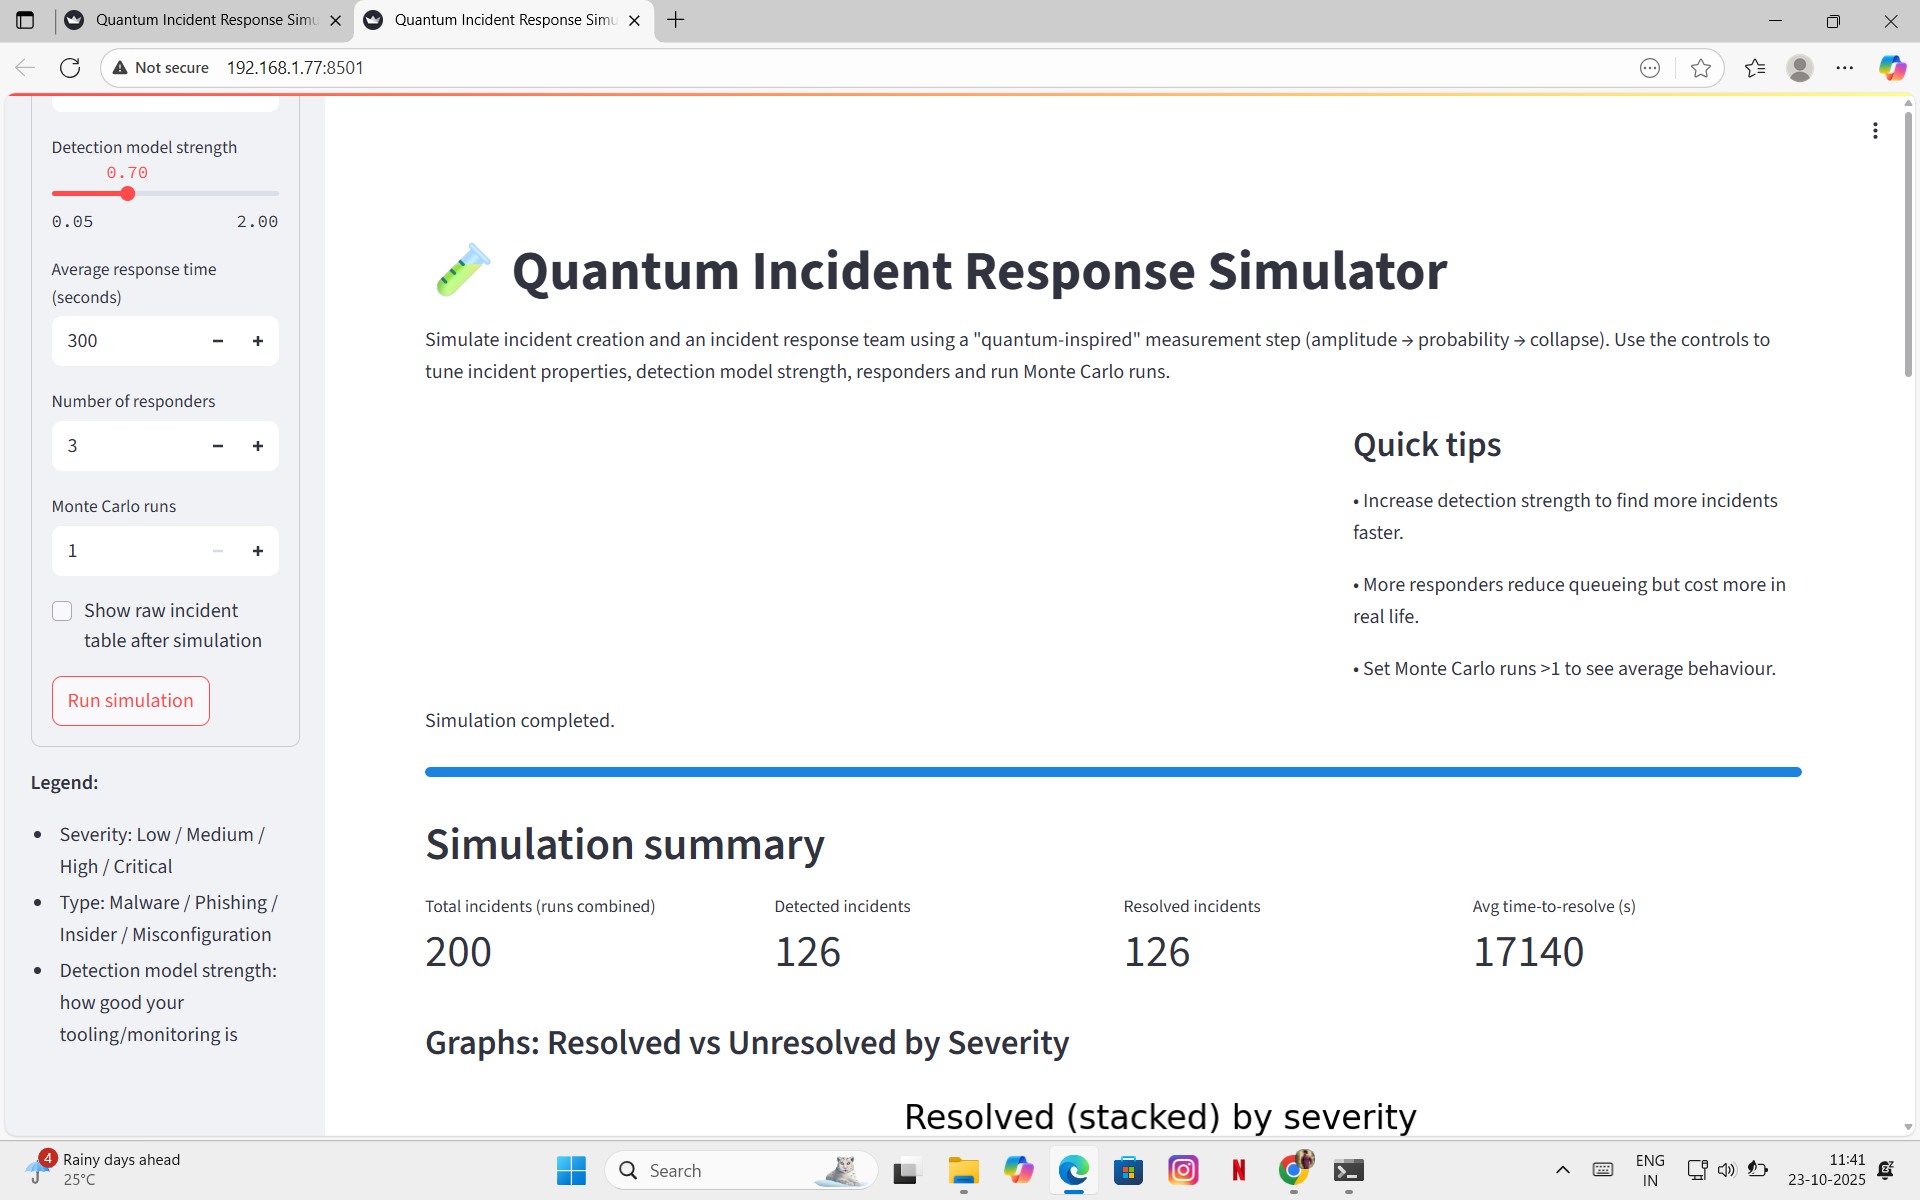 Quantum Incident Response Simu
Quantum Incident Response Simu
Not secure
192.168.1.77:8501
Detection model strength
0.70
0.05
2.00
Average response time
(seconds)
300
Number of responders
3
Monte Carlo runs
1
Show raw incident
table after simulation
Run simulation
Legend:
• Severity: Low / Medium /
High / Critical
• Type: Malware / Phishing /
Insider / Misconfiguration
• Detection model strength:
how good your
tooling/monitoring is
Quantum Incident Response Simulator
Simulate incident creation and an incident response team using a "quantum-inspired" measurement step (amplitude → probability → collapse). Use the controls to
tune incident properties, detection model strength, responders and run Monte Carlo runs.
Quick tips
• Increase detection strength to find more incidents
faster.
• More responders reduce queueing but cost more in
real life.
• Set Monte Carlo runs >1 to see average behaviour.
Simulation completed.
Simulation summary
Total incidents (runs combined)
200
Detected incidents
126
Resolved incidents
126
Avg time-to-resolve (s)
17140
Graphs: Resolved vs Unresolved by Severity
Resolved (stacked) by severity
4
Rainy days ahead
25°C
Search
N
ENG
IN
11:41
23-10-2025